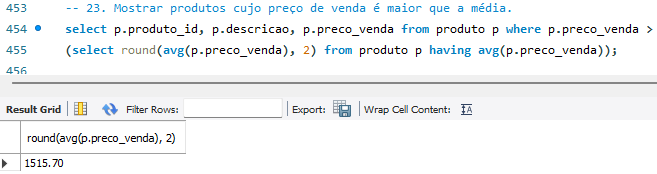 453 -- 23. Mostrar produtos cujo preço de venda é maior que a média.
454 select p.produto_id, p.descricao, p.preco_venda from produto p where p.preco_venda >
455 (select round(avg(p.preco_venda), 2) from produto p having avg(p.preco_venda));
456
Result Grid Filter Rows: Export: Wrap Cell Content: IA
round(avg(p.preco_venda), 2)
1515.70